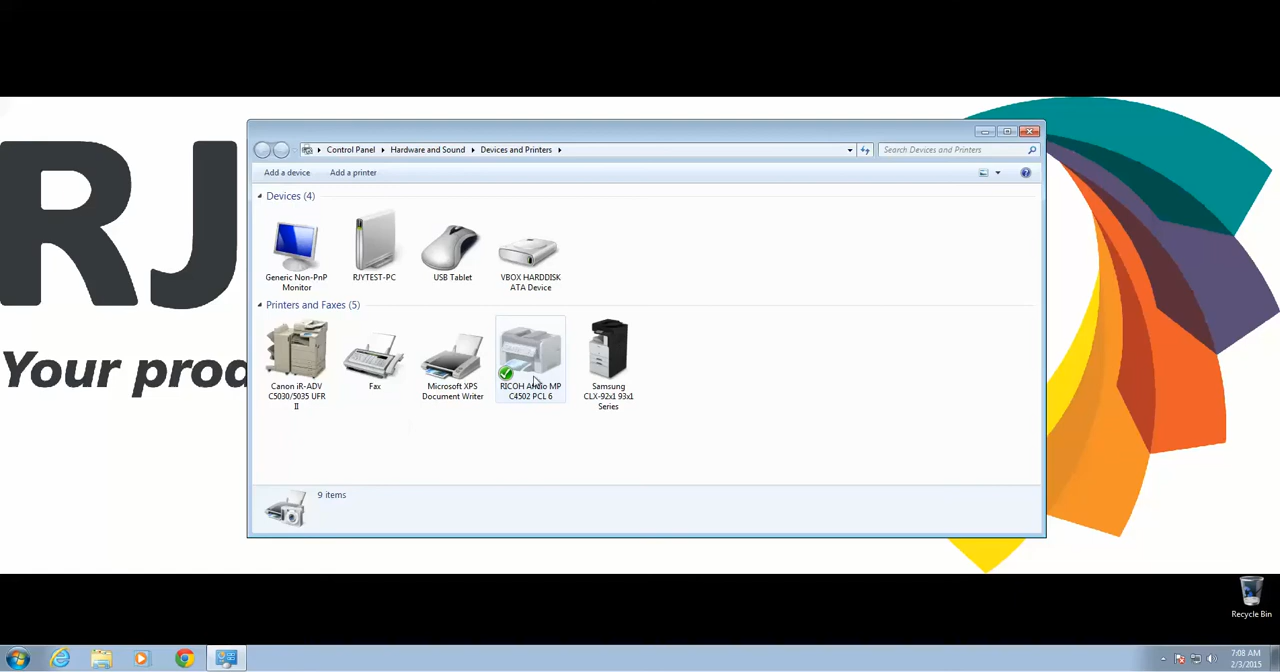 RJ
Your prod
Control Panel Hardware and Sound Devices and Printers
Search Devices and Printers
Add a device Add a printer
Devices (4)
Generic Non-PnP
Monitor
RJYTEST-PC
USB Tablet
VBOX HARDDISK
ATA Device
Printers and Faxes (5)
Canon iR-ADV
C5030/5035 UFR
II
Fax
Microsoft XPS
Document Writer
RICOH Aficio MP
C4502 PCL 6
Samsung
CLX-92x1 93x1
Series
9 items
Recycle Bin
7:08 AM
2/3/2015